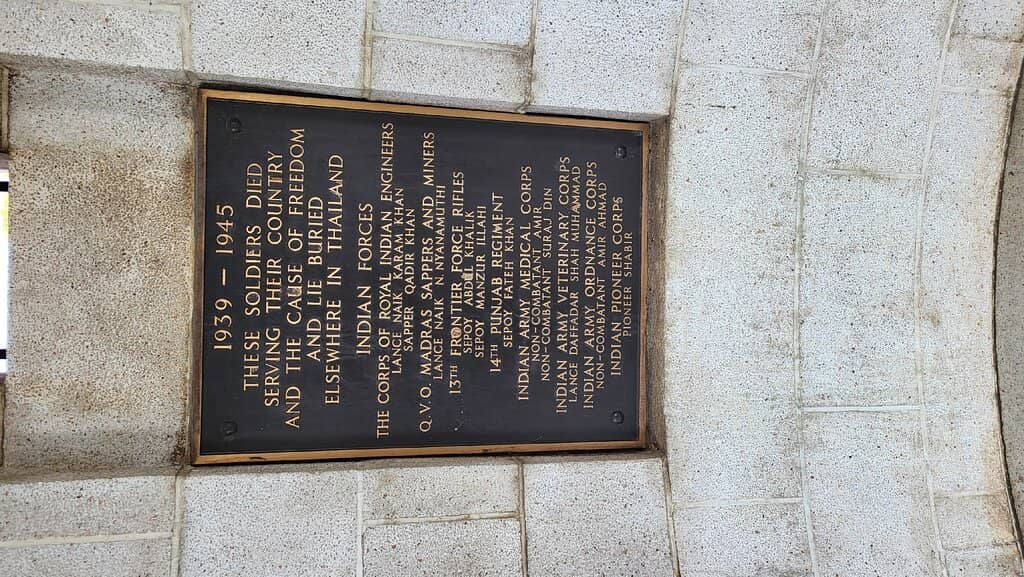 1939 – 1945
THESE SOLDIERS DIED
SERVING THEIR COUNTRY
AND THE CAUSE OF FREEDOM
AND LIE BURIED
ELSEWHERE IN THAILAND
INDIAN FORCES
THE CORPS OF ROYAL INDIAN ENGINEERS
LANCE NAIK KARAM KHAN
SAPPER QADIR KHAN
Q.V.O. MADRAS SAPPERS AND MINERS
LANCE NAIK N. NYANAMUTHI
13TH FRONTIER FORCE RIFLES
SEPOY ABDUL KHALIK
SEPOY MANZUR ILLAHI
14TH PUNJAB REGIMENT
SEPOY FATEH KHAN
INDIAN ARMY MEDICAL CORPS
NON-COMBATANT AMIR
NON-COMBATANT SURAJ DIN
INDIAN ARMY VETERINARY CORPS
LANCE DAFFADAR SHAH MUHAMMAD
INDIAN ARMY ORDNANCE CORPS
NON-COMBATANT AMIR AHMAD
INDIAN PIONEER CORPS
PIONEER SHABIR